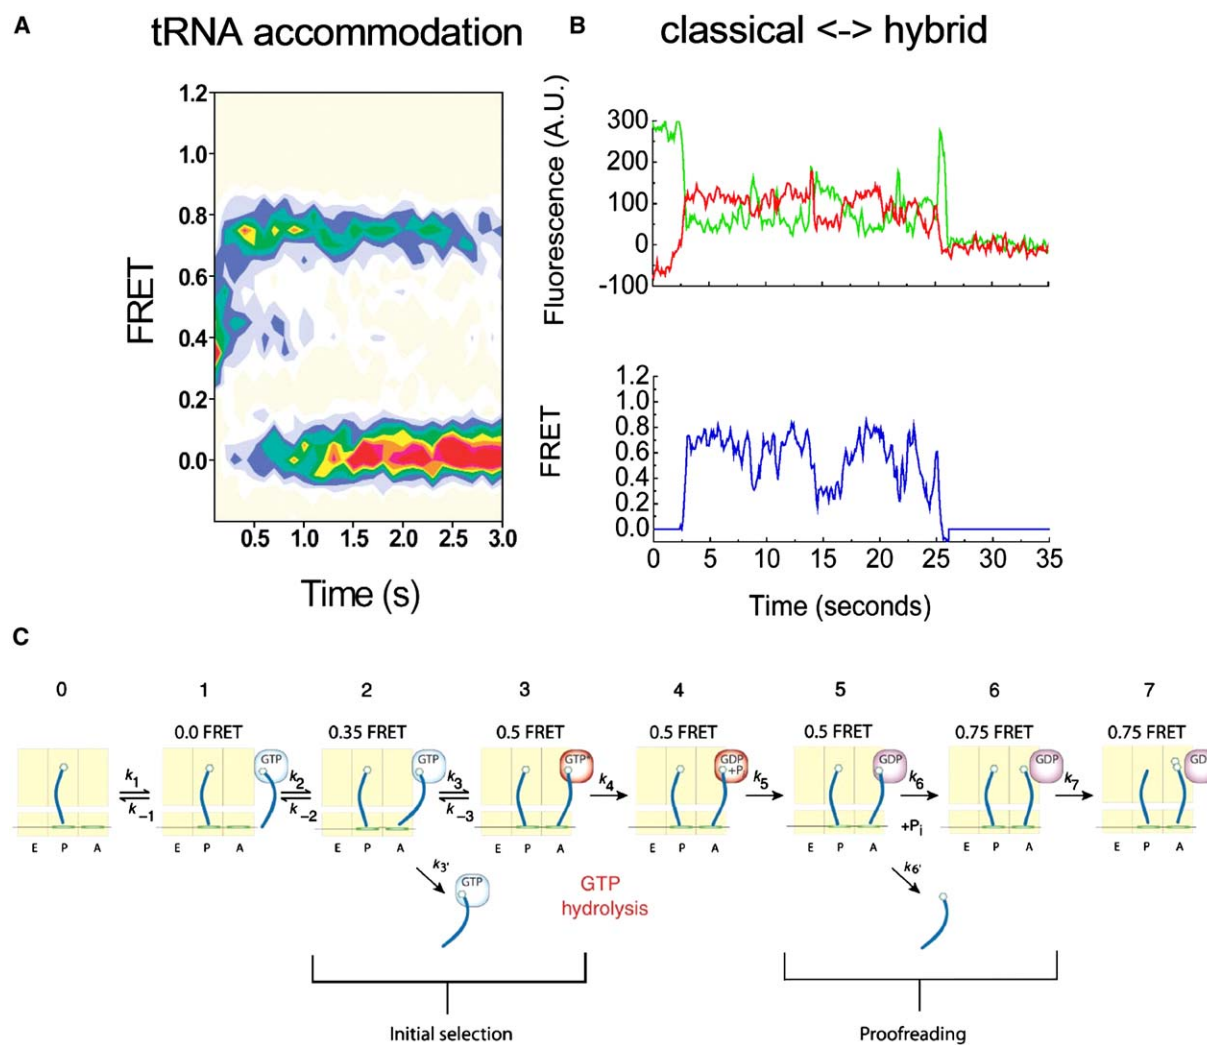 A tRNA accommodation
FRET
1.2
1.0
0.8
0.6
0.4
0.2
0.0
0.5 1.0 1.5 2.0 2.5 3.0
Time (s)
B classical <-> hybrid
Fluorescence (A.U.)
300
200
100
0
-100
FRET
1.2
1.0
0.8
0.6
0.4
0.2
0.0
0 5 10 15 20 25 30 35
Time (seconds)
C
0 1 2 3 4 5 6 7
0.0 FRET 0.35 FRET 0.5 FRET 0.5 FRET 0.5 FRET 0.75 FRET 0.75 FRET
GTP GTP GTP GDP +P GDP GDP GD
k1 k-1 k2 k-2 k3 k-3 k4 k5 k6 +Pi k7
E P A E P A E P A E P A E P A E P A E P A E P A
k3' GTP
k6'
GTP
hydrolysis
Initial selection
Proofreading